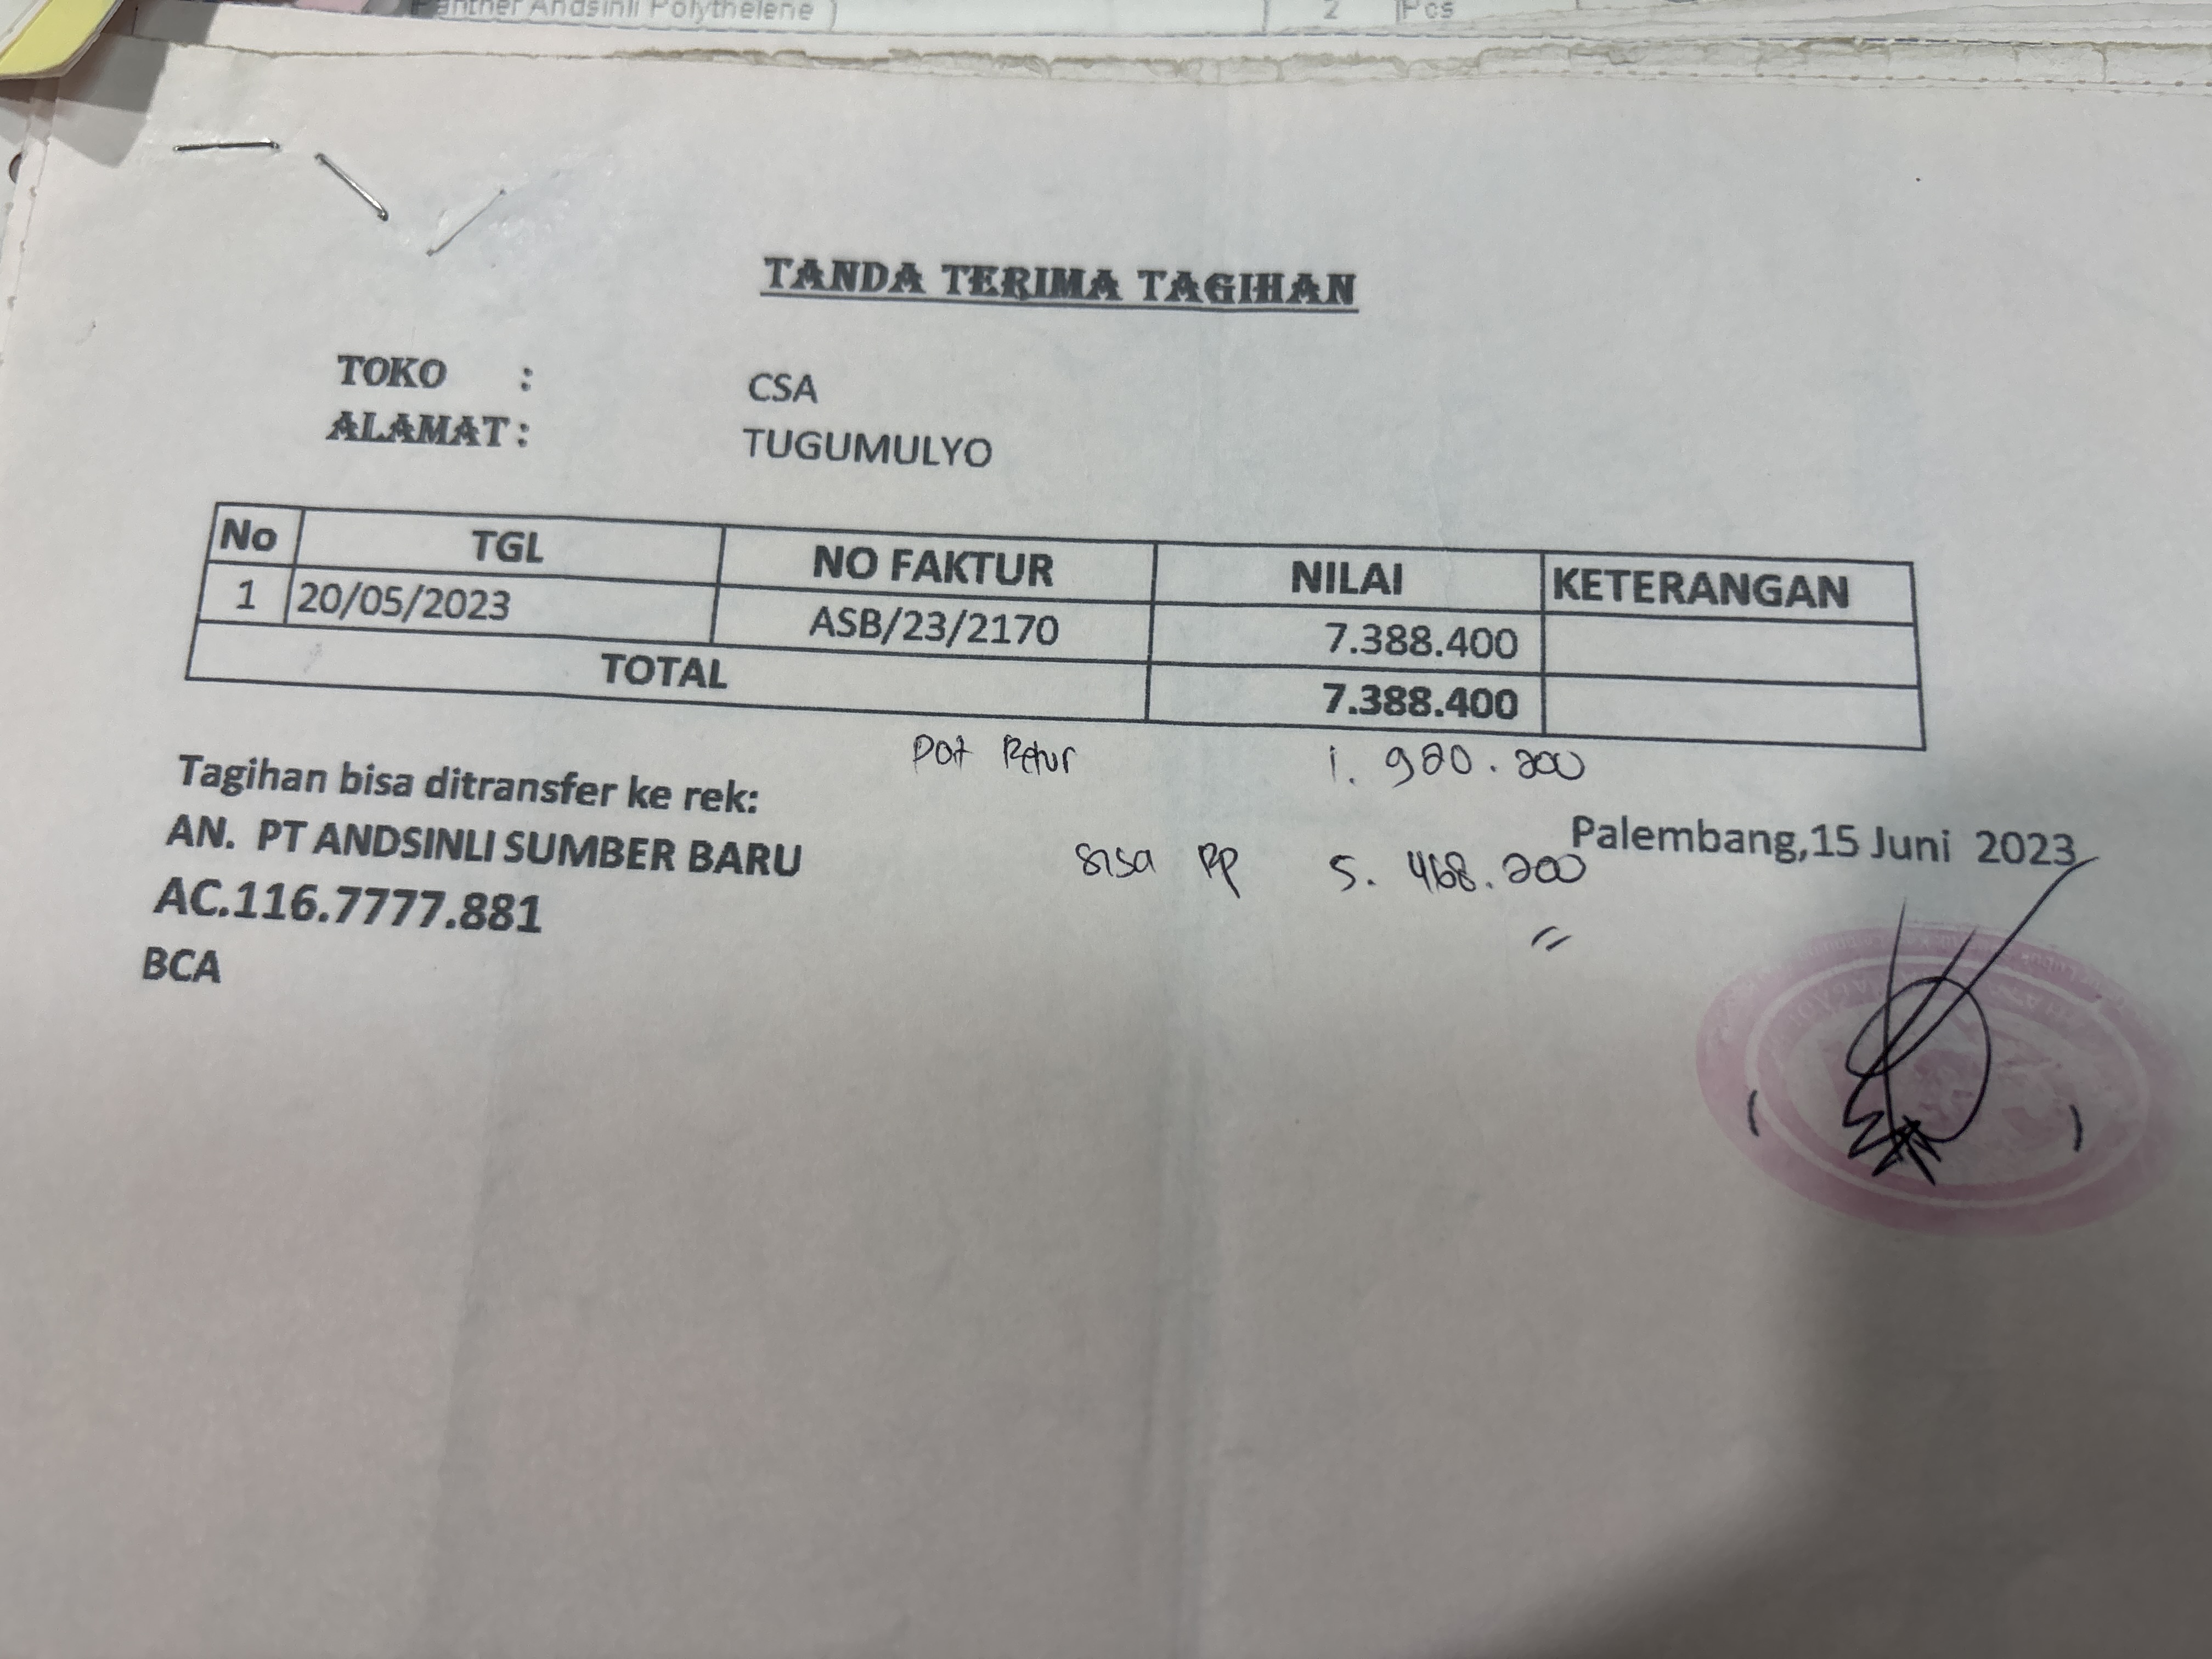 Panther Andsinli Polythelene ) 2 Pcs
TANDA TERIMA TAGIHAN
TOKO : CSA
ALAMAT : TUGUMULYO
No TGL NO FAKTUR NILAI KETERANGAN
1 20/05/2023 ASB/23/2170 7.388.400
TOTAL 7.388.400
Pot Retur 1. 920. 200
Tagihan bisa ditransfer ke rek:
AN. PT ANDSINLI SUMBER BARU
Sisa Rp 5. 468. 200
Palembang,15 Juni 2023
AC.116.7777.881
BCA
( )